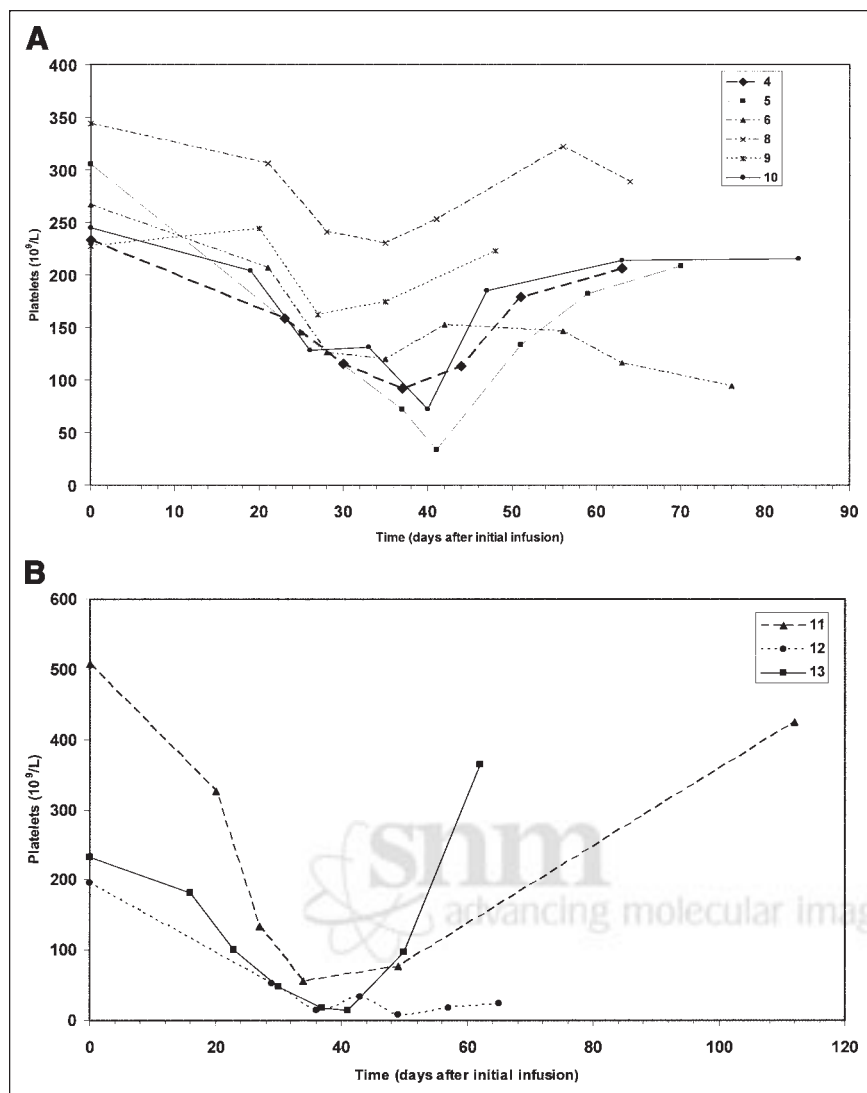 A
400
350
300
250
200
150
100
50
0
Platelets (10⁹/L)
0 10 20 30 40 50 60 70 80 90
Time (days after initial infusion)
4
5
6
8
9
10
B
600
500
400
300
200
100
0
Platelets (10⁹/L)
0 20 40 60 80 100 120
Time (days after initial infusion)
11
12
13
snm
advancing molecular imag